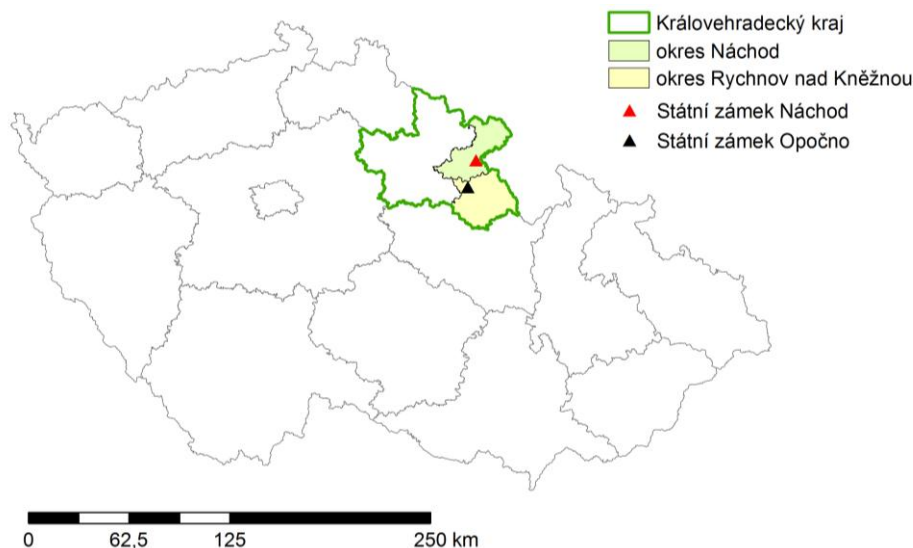 Královehradecký kraj
okres Náchod
okres Rychnov nad Kněžnou
Státní zámek Náchod
Státní zámek Opočno
0 62,5 125 250 km